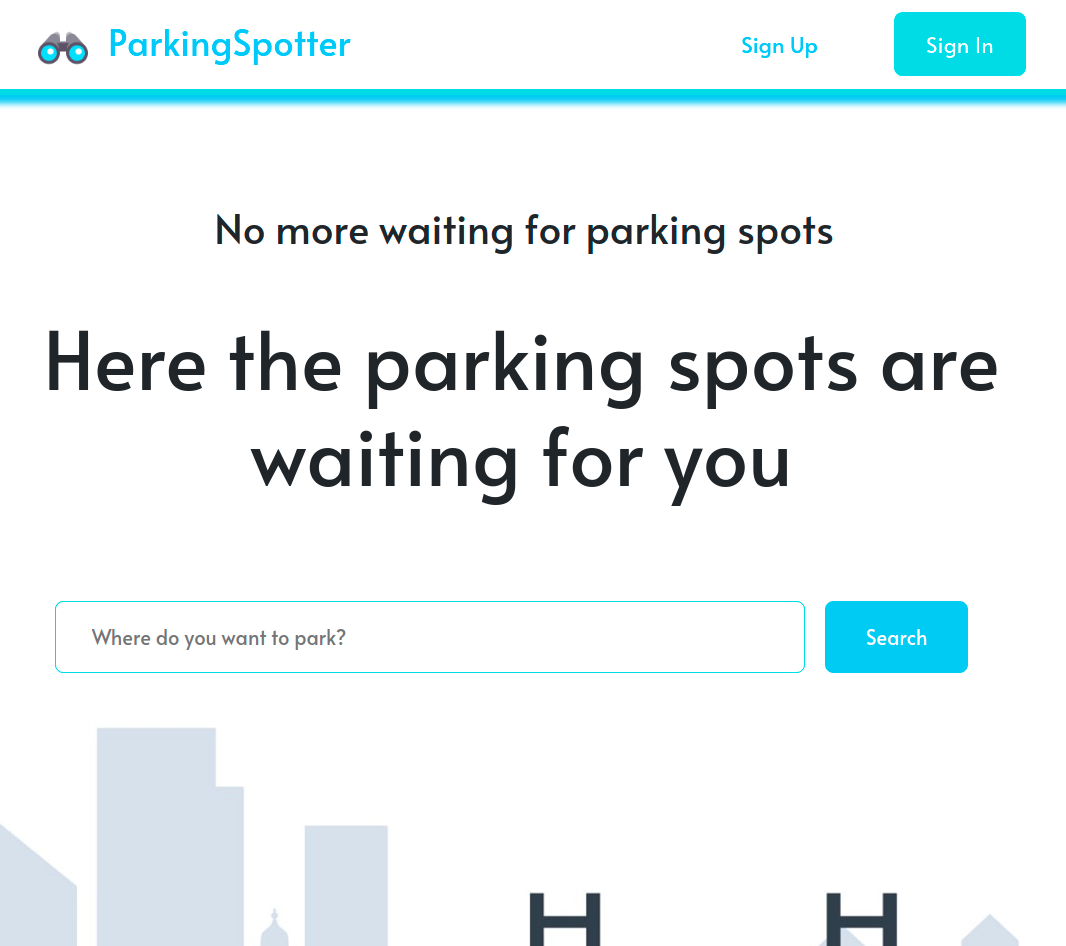 ParkingSpotter
Sign Up
Sign In
No more waiting for parking spots
Here the parking spots are
waiting for you
Where do you want to park?
Search